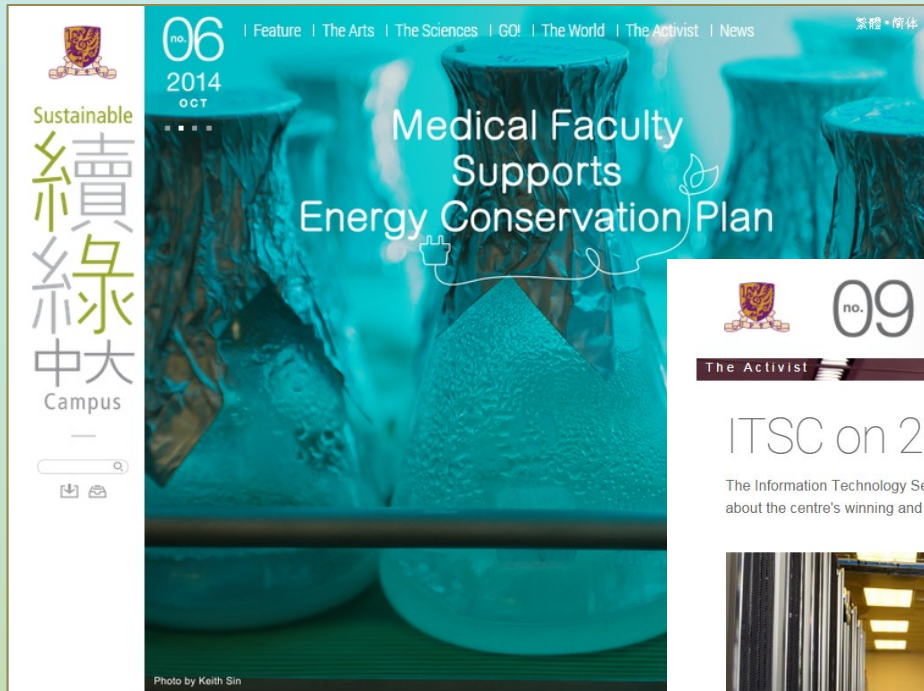 no. 06
2014
OCT
| Feature | The Arts | The Sciences | GO! | The World | The Activist | News
繁體 • 简体
Sustainable
續
綠
中大
Campus
Medical Faculty
Supports
Energy Conservation Plan
Photo by Keith Sin
no. 09
The Activist
ITSC on 2
The Information Technology Se
about the centre's winning and